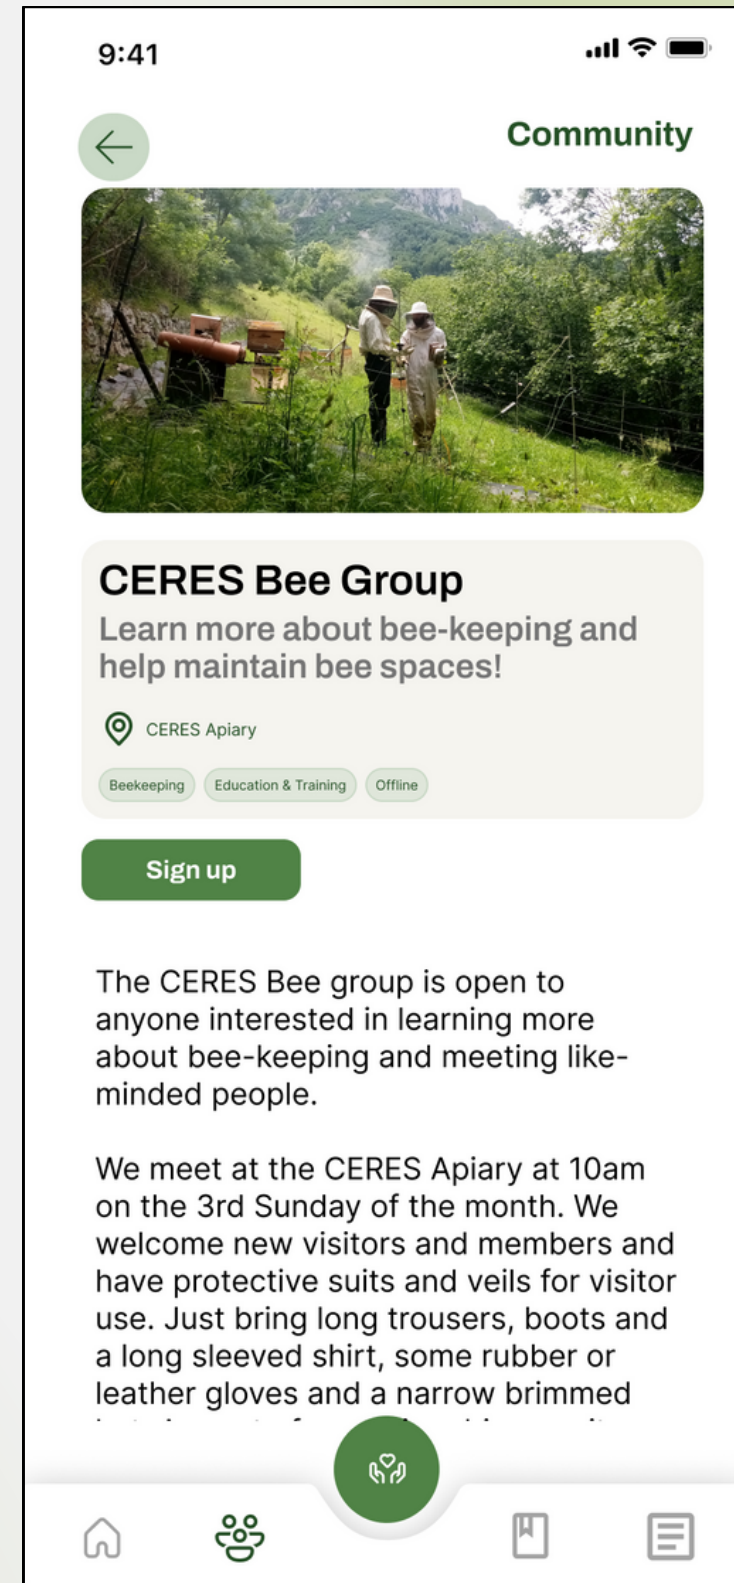 9:41
Community
CERES Bee Group
Learn more about bee-keeping and
help maintain bee spaces!
CERES Apiary
Beekeeping
Education & Training
Offline
Sign up
The CERES Bee group is open to
anyone interested in learning more
about bee-keeping and meeting like-
minded people.
We meet at the CERES Apiary at 10am
on the 3rd Sunday of the month. We
welcome new visitors and members and
have protective suits and veils for visitor
use. Just bring long trousers, boots and
a long sleeved shirt, some rubber or
leather gloves and a narrow brimmed